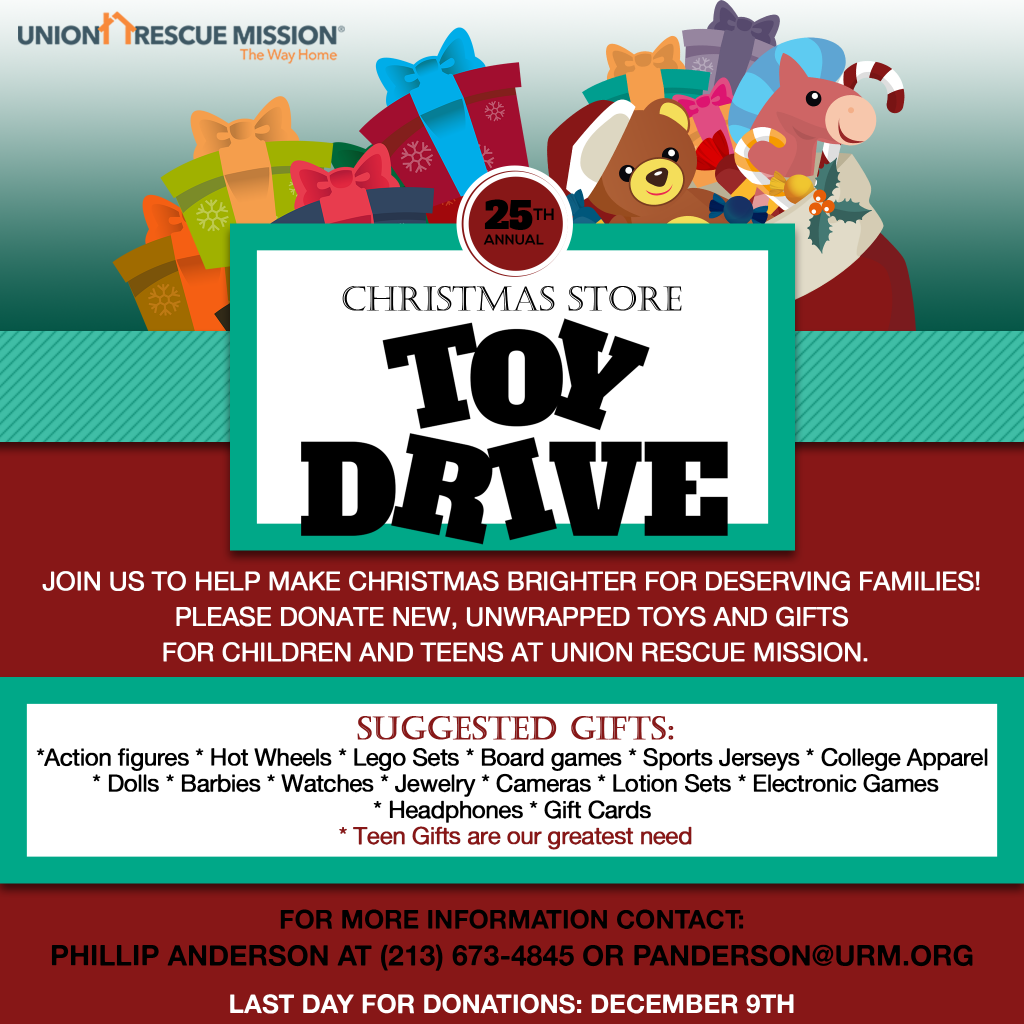 UNION RESCUE MISSION®
The Way Home
25TH
ANNUAL
CHRISTMAS STORE
TOY
DRIVE
JOIN US TO HELP MAKE CHRISTMAS BRIGHTER FOR DESERVING FAMILIES!
PLEASE DONATE NEW, UNWRAPPED TOYS AND GIFTS
FOR CHILDREN AND TEENS AT UNION RESCUE MISSION.
SUGGESTED GIFTS:
*Action figures * Hot Wheels * Lego Sets * Board games * Sports Jerseys * College Apparel
* Dolls * Barbies * Watches * Jewelry * Cameras * Lotion Sets * Electronic Games
* Headphones * Gift Cards
* Teen Gifts are our greatest need
FOR MORE INFORMATION CONTACT:
PHILLIP ANDERSON AT (213) 673-4845 OR PANDERSON@URM.ORG
LAST DAY FOR DONATIONS: DECEMBER 9TH